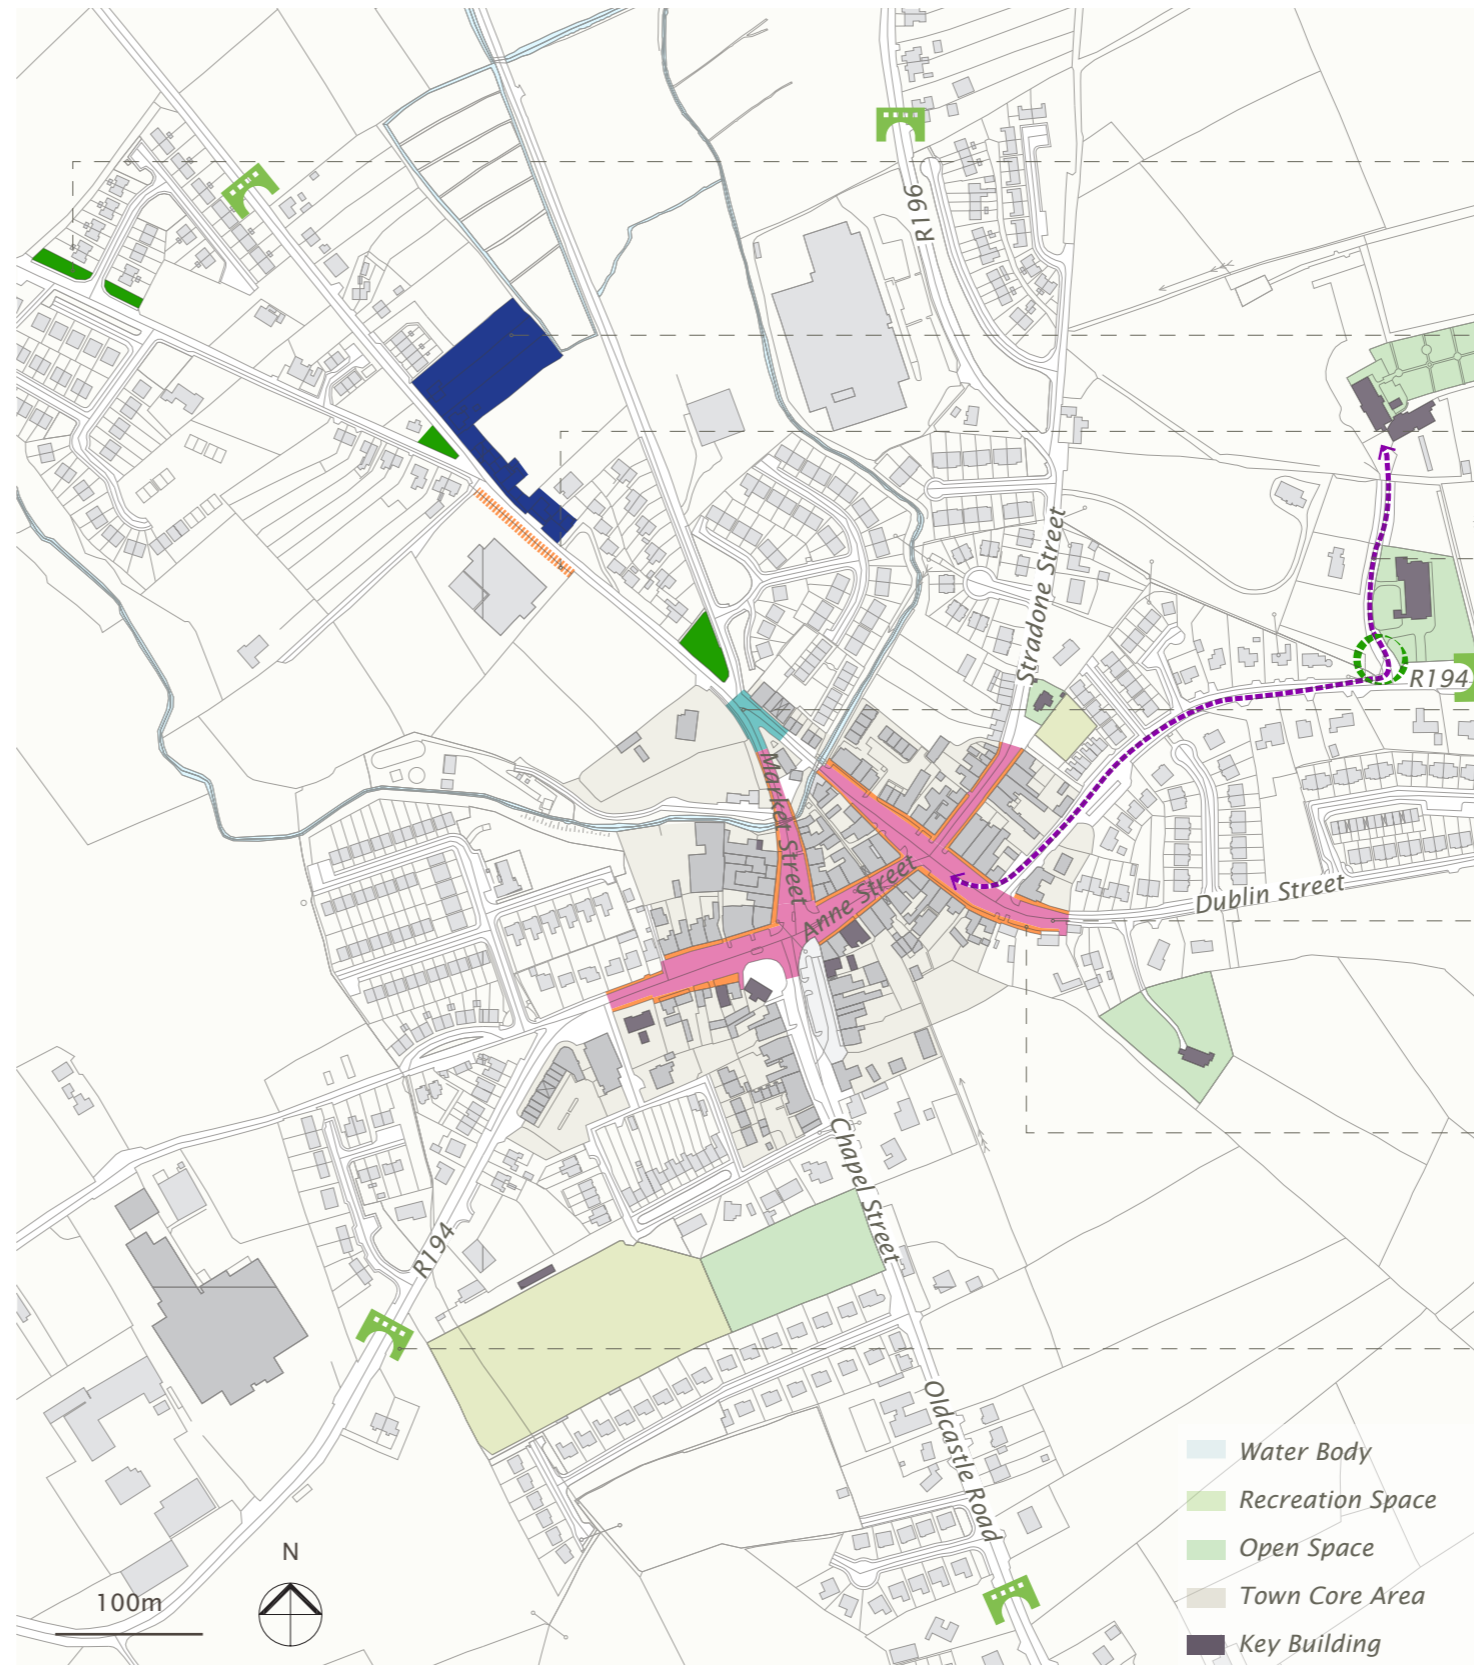 R196
Stradone Street
R194
Market Street
Anne Street
Dublin Street
Chapel Street
R194
Oldcastle Road
Water Body
Recreation Space
Open Space
Town Core Area
Key Building
N
100m